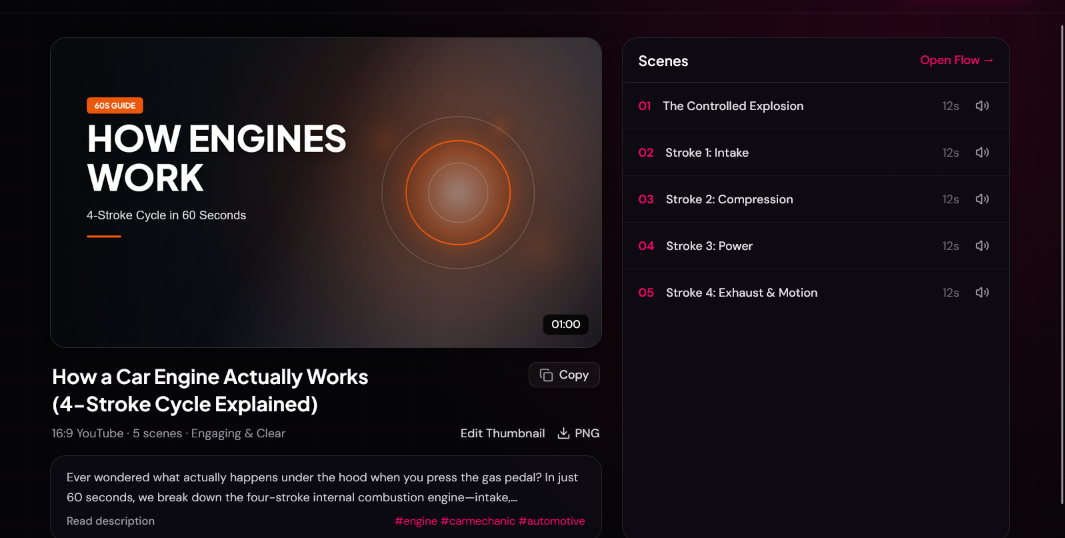 60S GUIDE
HOW ENGINES
WORK
4-Stroke Cycle in 60 Seconds
01:00
How a Car Engine Actually Works
(4-Stroke Cycle Explained)
Copy
16:9 YouTube · 5 scenes · Engaging & Clear
Edit Thumbnail
PNG
Ever wondered what actually happens under the hood when you press the gas pedal? In just
60 seconds, we break down the four-stroke internal combustion engine—intake,...
Read description
#engine #carmechanic #automotive
Scenes
Open Flow →
01 The Controlled Explosion 12s
02 Stroke 1: Intake 12s
03 Stroke 2: Compression 12s
04 Stroke 3: Power 12s
05 Stroke 4: Exhaust & Motion 12s